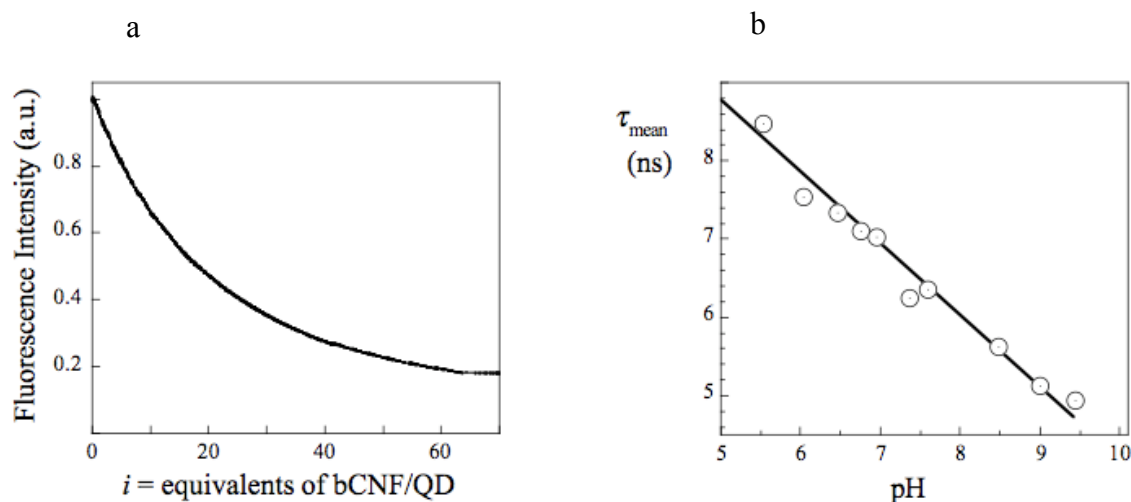 a
Fluorescence Intensity (a.u.)
0.8
0.6
0.4
0.2
0
20
40
60
i = equivalents of bCNF/QD
b
τmean
(ns)
8
7
6
5
5
6
7
8
9
10
pH